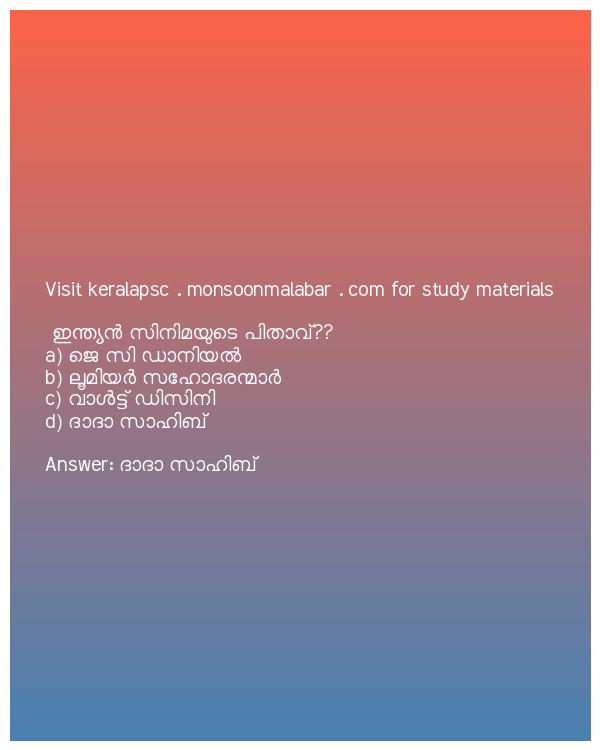 Visit keralapsc . monsoonmalabar . com for study materials
ഇന്ത്യൻ സിനിമയുടെ പിതാവ്??
a) ജെ സി ഡാനിയൽ
b) ലൂമിയർ സഹോദരന്മാർ
c) വാൾട്ട് ഡിസിനി
d) ദാദാ സാഹിബ്
Answer: ദാദാ സാഹിബ്